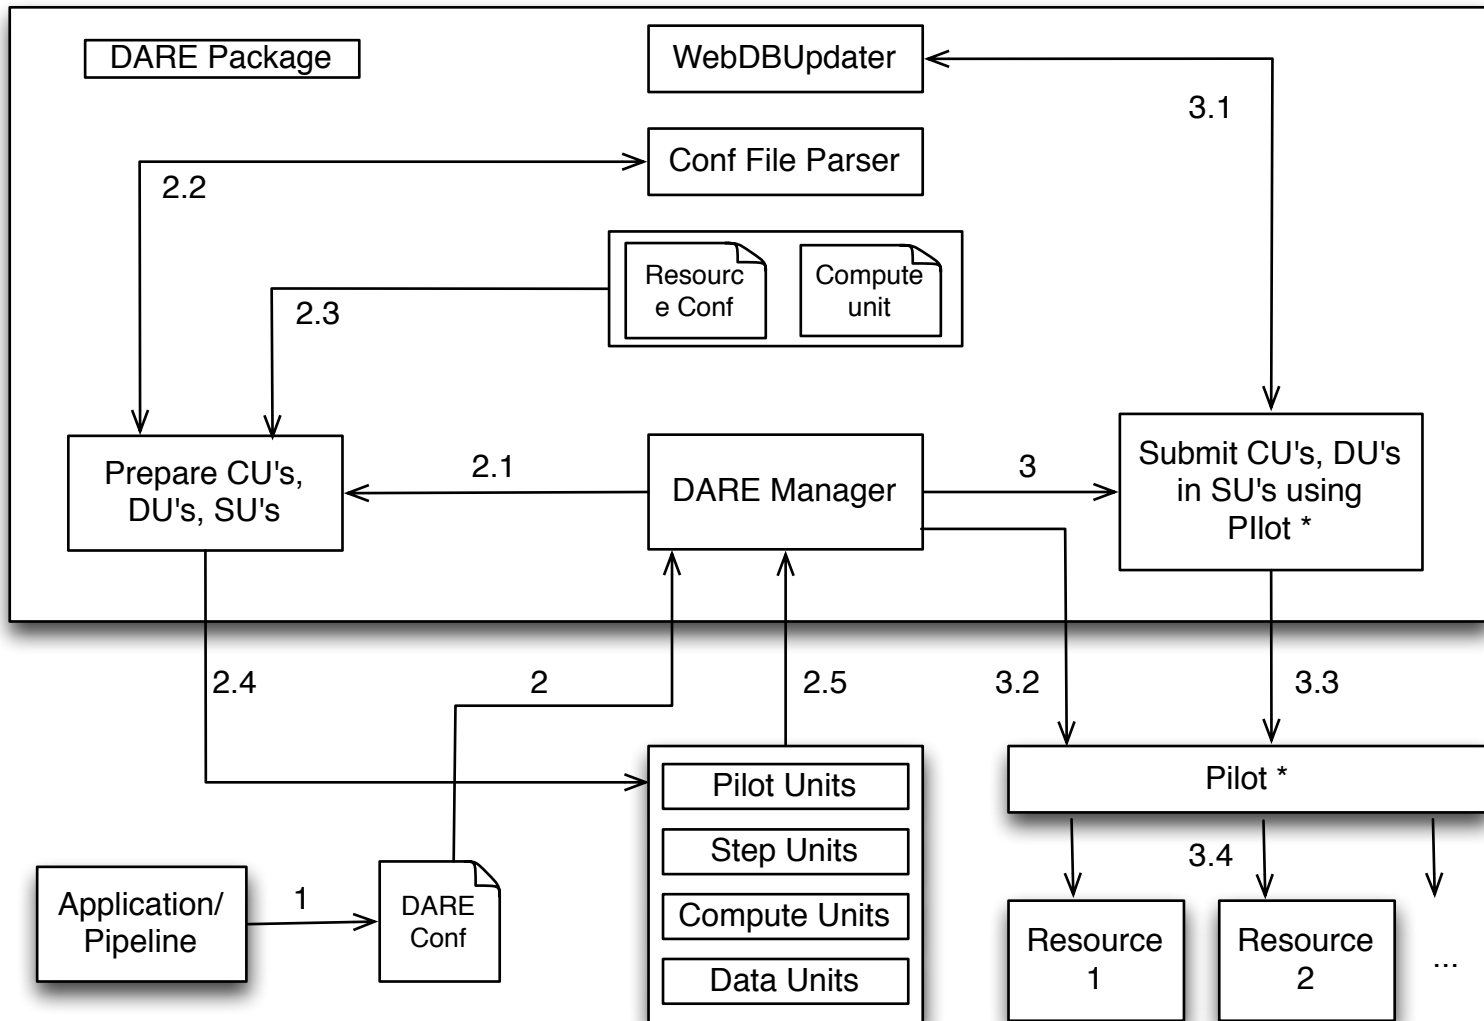 DARE Package
WebDBUpdater
3.1
Conf File Parser
2.2
Resourc
e Conf
Compute
unit
2.3
Prepare CU's,
DU's, SU's
2.1
DARE Manager
3
Submit CU's, DU's
in SU's using
PIlot *
2.4
2
2.5
3.2
3.3
Pilot Units
Step Units
Compute Units
Data Units
Pilot *
3.4
Application/
Pipeline
1
DARE
Conf
Resource
1
Resource
2
...